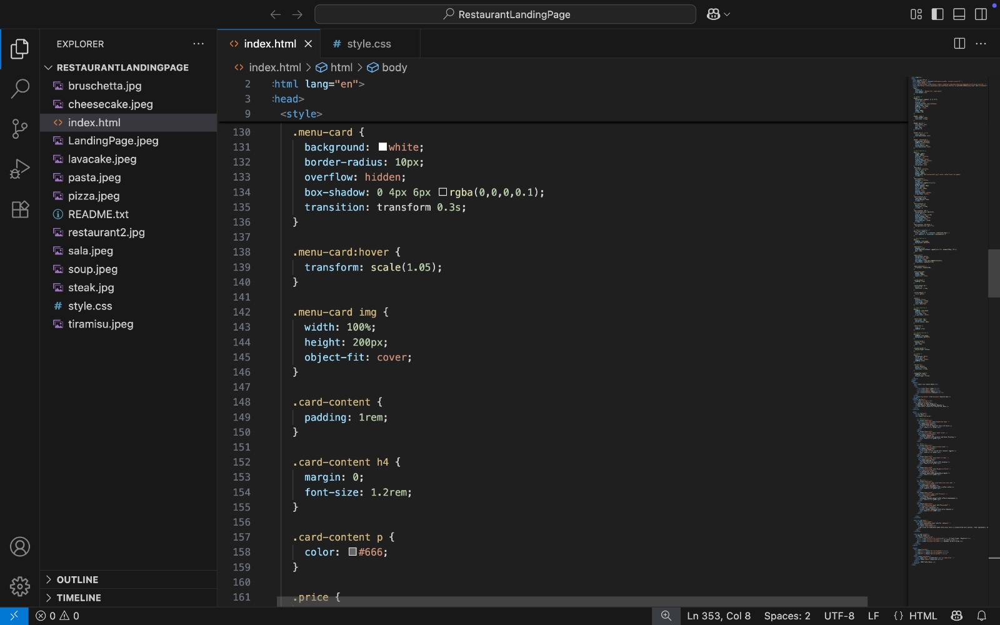 RestaurantLandingPage
EXPLORER
RESTAURANTLANDINGPAGE
bruschetta.jpg
cheesecake.jpeg
index.html
LandingPage.jpeg
lavacake.jpeg
pasta.jpeg
pizza.jpeg
README.txt
restaurant2.jpg
sala.jpeg
soup.jpeg
steak.jpg
# style.css
tiramisu.jpeg
OUTLINE
TIMELINE
index.html
# style.css
index.html > html > body
2 html lang="en">
3 head>
9 <style>
130 .menu-card {
131 background: white;
132 border-radius: 10px;
133 overflow: hidden;
134 box-shadow: 0 4px 6px rgba(0,0,0,0.1);
135 transition: transform 0.3s;
136 }
137
138 .menu-card:hover {
139 transform: scale(1.05);
140 }
141
142 .menu-card img {
143 width: 100%;
144 height: 200px;
145 object-fit: cover;
146 }
147
148 .card-content {
149 padding: 1rem;
150 }
151
152 .card-content h4 {
153 margin: 0;
154 font-size: 1.2rem;
155 }
156
157 .card-content p {
158 color: #666;
159 }
160
161 .price {
0 0
Ln 353, Col 8 Spaces: 2 UTF-8 LF {} HTML